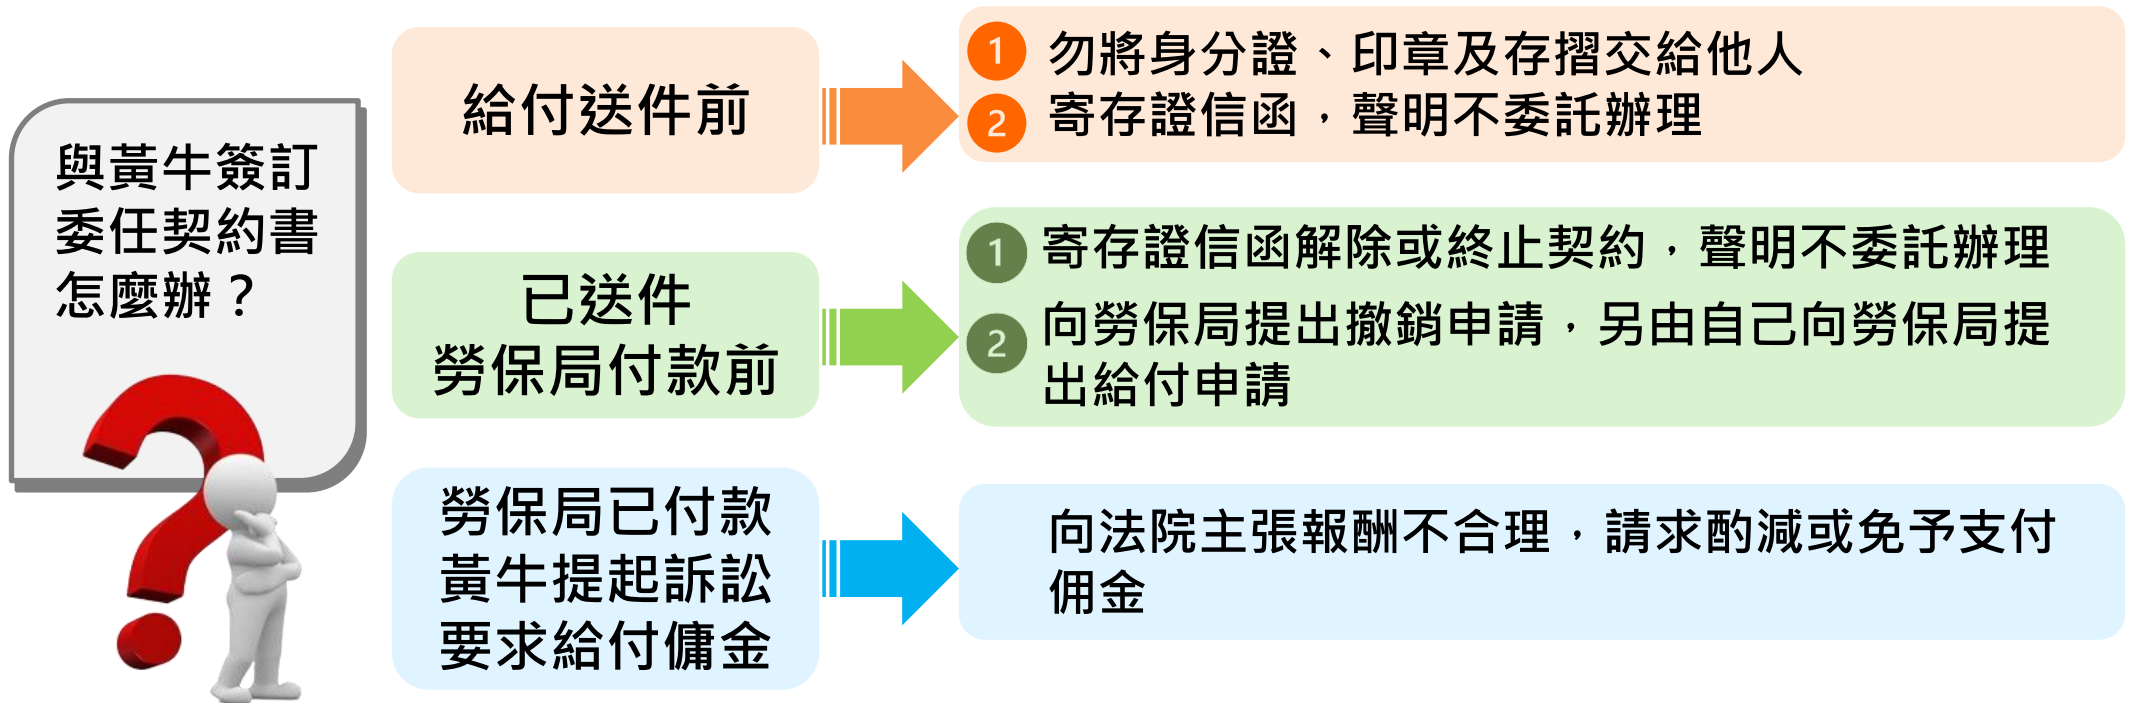 與黃牛簽訂
委任契約書
怎麼辦？
給付送件前
1 勿將身分證、印章及存摺交給他人
2 寄存證信函，聲明不委託辦理
已送件
勞保局付款前
1 寄存證信函解除或終止契約，聲明不委託辦理
2 向勞保局提出撤銷申請，另由自己向勞保局提
出給付申請
勞保局已付款
黃牛提起訴訟
要求給付傭金
向法院主張報酬不合理，請求酌減或免予支付
佣金